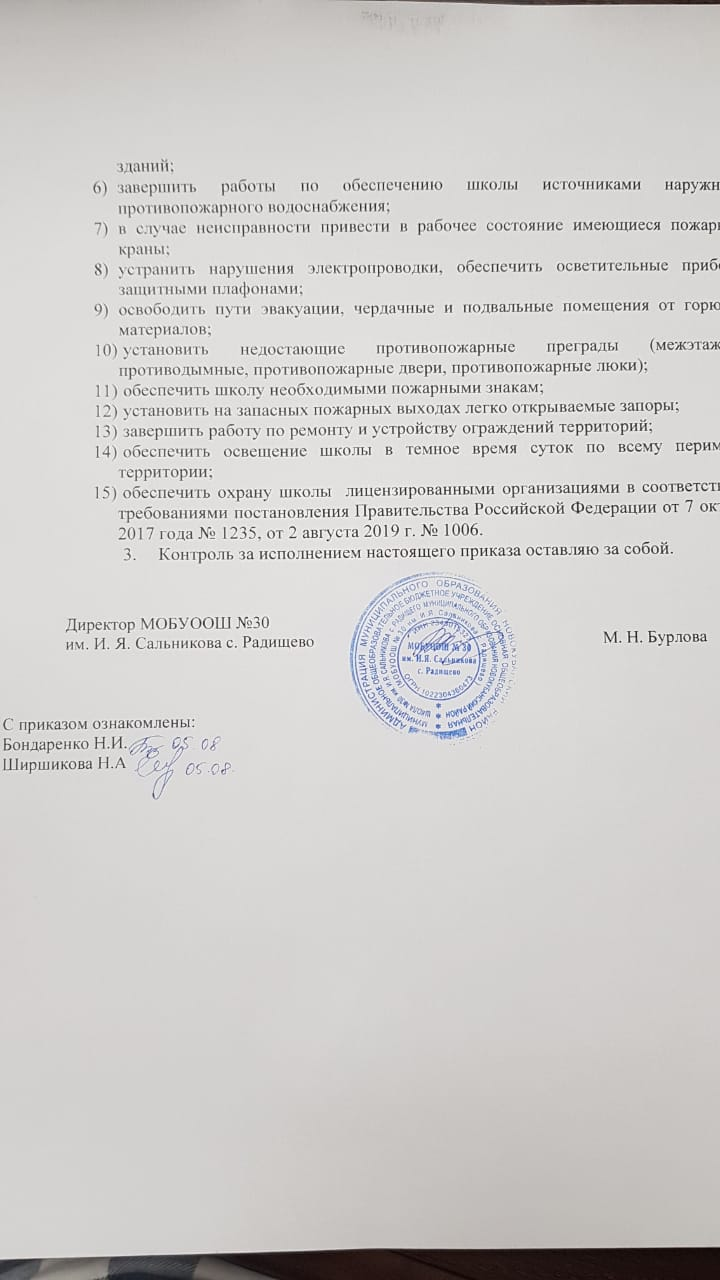 зданий;
6) завершить работы по обеспечению школы источниками наружн
противопожарного водоснабжения;
7) в случае неисправности привести в рабочее состояние имеющиеся пожарн
краны;
8) устранить нарушения электропроводки, обеспечить осветительные прибо
защитными плафонами;
9) освободить пути эвакуации, чердачные и подвальные помещения от горю
материалов;
10) установить недостающие противопожарные преграды (межэтаж
противодымные, противопожарные двери, противопожарные люки);
11) обеспечить школу необходимыми пожарными знакам;
12) установить на запасных пожарных выходах легко открываемые запоры;
13) завершить работу по ремонту и устройству ограждений территорий;
14) обеспечить освещение школы в темное время суток по всему перим
территории;
15) обеспечить охрану школы лицензированными организациями в соответств
требованиями постановления Правительства Российской Федерации от 7 окт
2017 года № 1235, от 2 августа 2019 г. № 1006.
3. Контроль за исполнением настоящего приказа оставляю за собой.
Директор МОБУООШ №30
им. И. Я. Сальникова с. Радищево
М. Н. Бурлова
МОБУООШ № 30
им. И.Я. Сальникова
с. Радищево
С приказом ознакомлены:
Бондаренко Н.И. 05 08
Ширшикова Н.А 05.08.